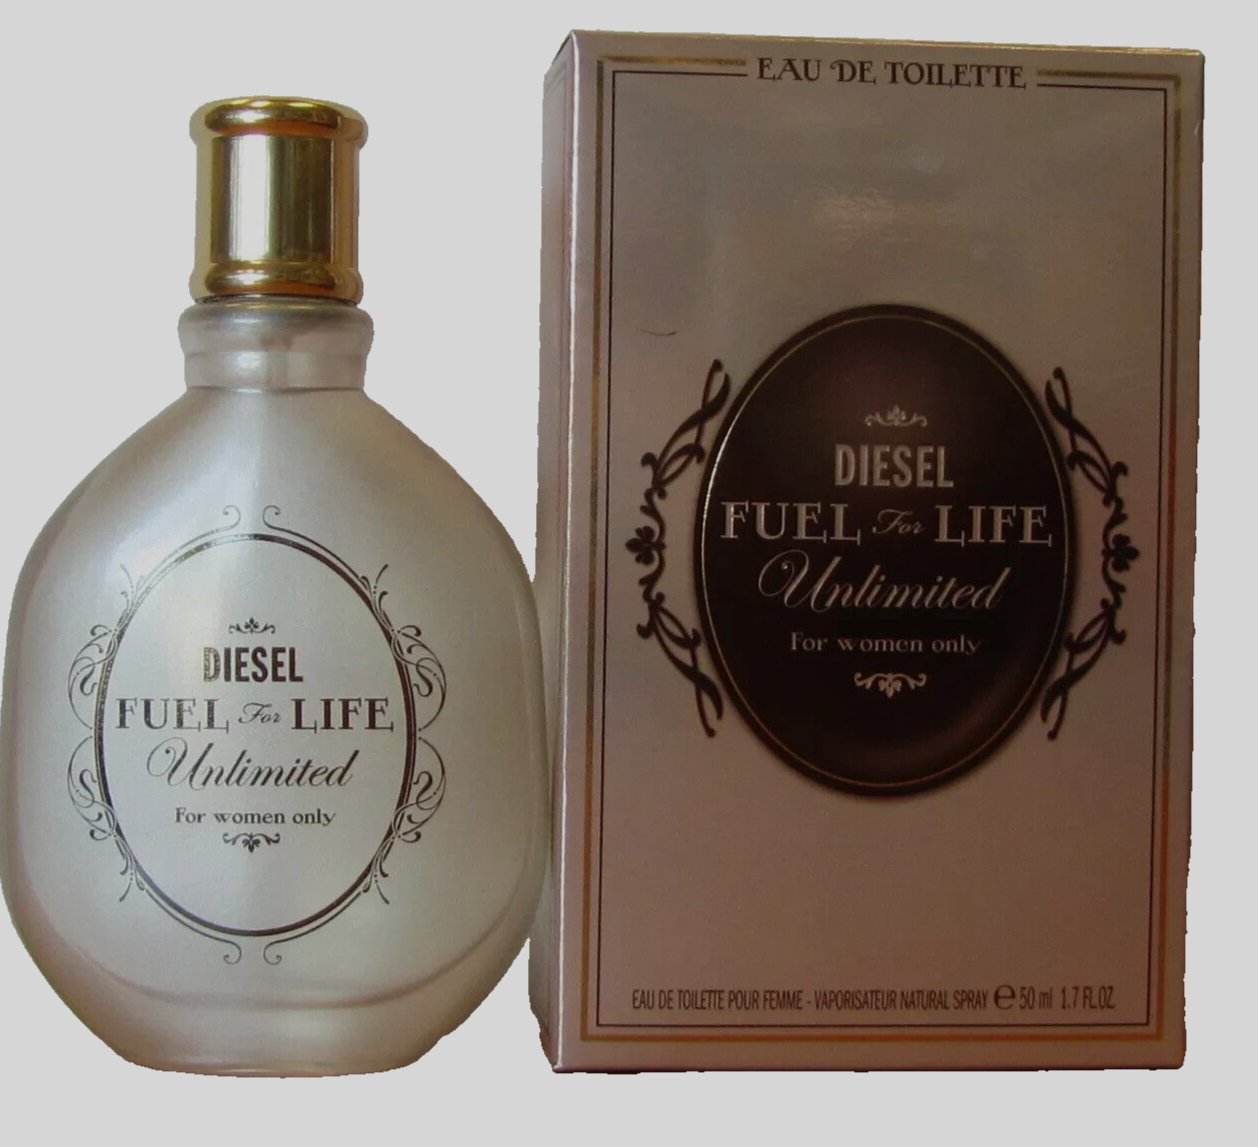 DIESEL
FUEL For LIFE
Unlimited
For women only
EAU DE TOILETTE
DIESEL
FUEL For LIFE
Unlimited
For women only
EAU DE TOILETTE POUR FEMME - VAPORISATEUR NATURAL SPRAY ℮ 50 ml 1.7 FL.OZ